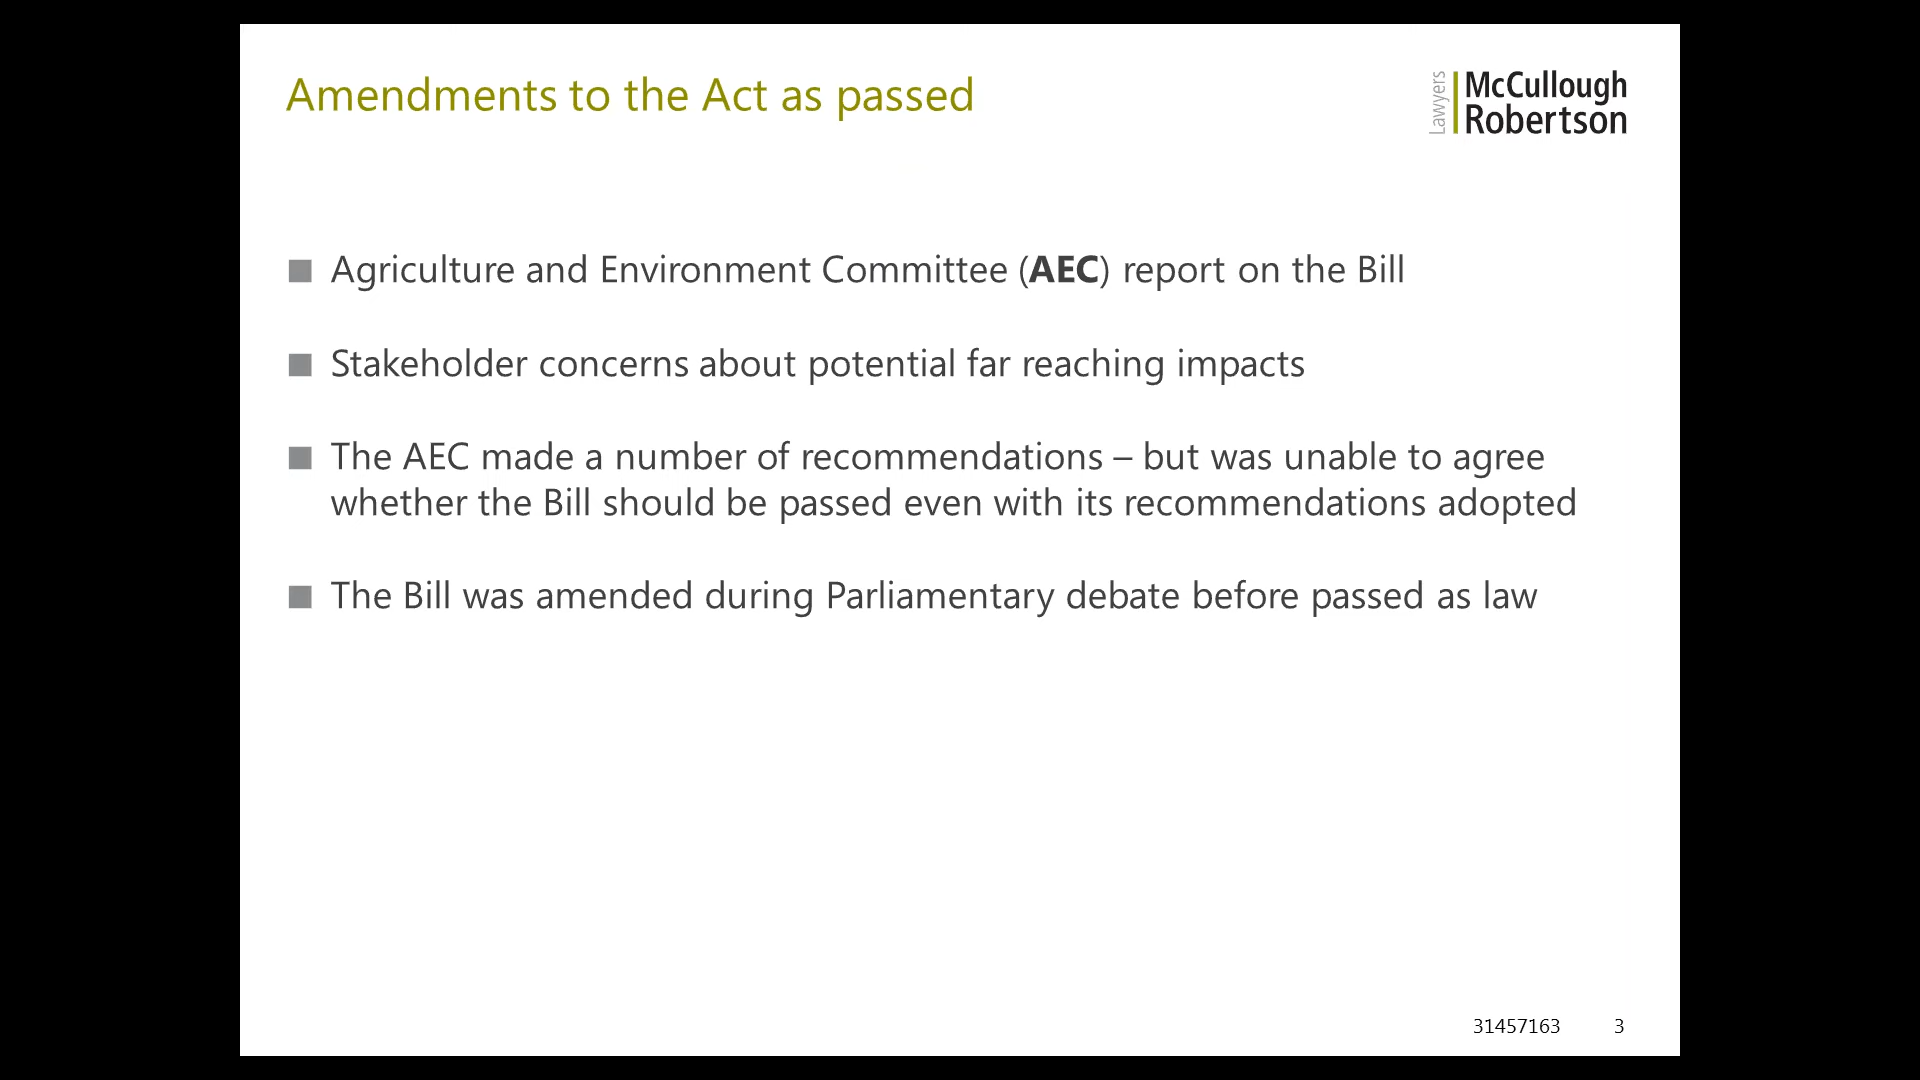 Amendments to the Act as passed
Lawyers
McCullough
Robertson
■ Agriculture and Environment Committee (AEC) report on the Bill
■ Stakeholder concerns about potential far reaching impacts
■ The AEC made a number of recommendations – but was unable to agree
whether the Bill should be passed even with its recommendations adopted
■ The Bill was amended during Parliamentary debate before passed as law
31457163 3